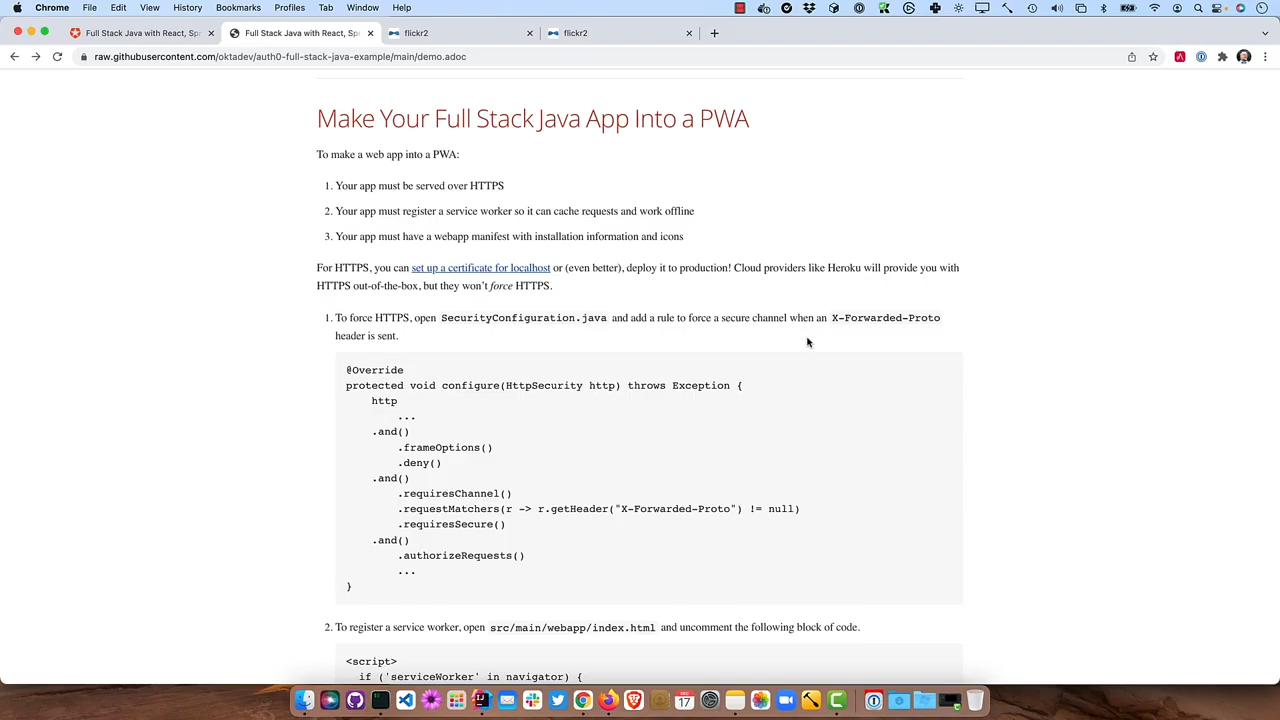 Chrome File Edit View History Bookmarks Profiles Tab Window Help
Full Stack Java with React, Spr
Full Stack Java with React, Spr
flickr2
flickr2
raw.githubusercontent.com/oktadev/auth0-full-stack-java-example/main/demo.adoc
Make Your Full Stack Java App Into a PWA
To make a web app into a PWA:
1. Your app must be served over HTTPS
2. Your app must register a service worker so it can cache requests and work offline
3. Your app must have a webapp manifest with installation information and icons
For HTTPS, you can set up a certificate for localhost or (even better), deploy it to production! Cloud providers like Heroku will provide you with
HTTPS out-of-the-box, but they won’t force HTTPS.
1. To force HTTPS, open SecurityConfiguration.java and add a rule to force a secure channel when an X-Forwarded-Proto
header is sent.
@Override
protected void configure(HttpSecurity http) throws Exception {
http
...
.and()
.frameOptions()
.deny()
.and()
.requiresChannel()
.requestMatchers(r -> r.getHeader("X-Forwarded-Proto") != null)
.requiresSecure()
.and()
.authorizeRequests()
...
}
2. To register a service worker, open src/main/webapp/index.html and uncomment the following block of code.
<script>
if ('serviceWorker' in navigator) {
17